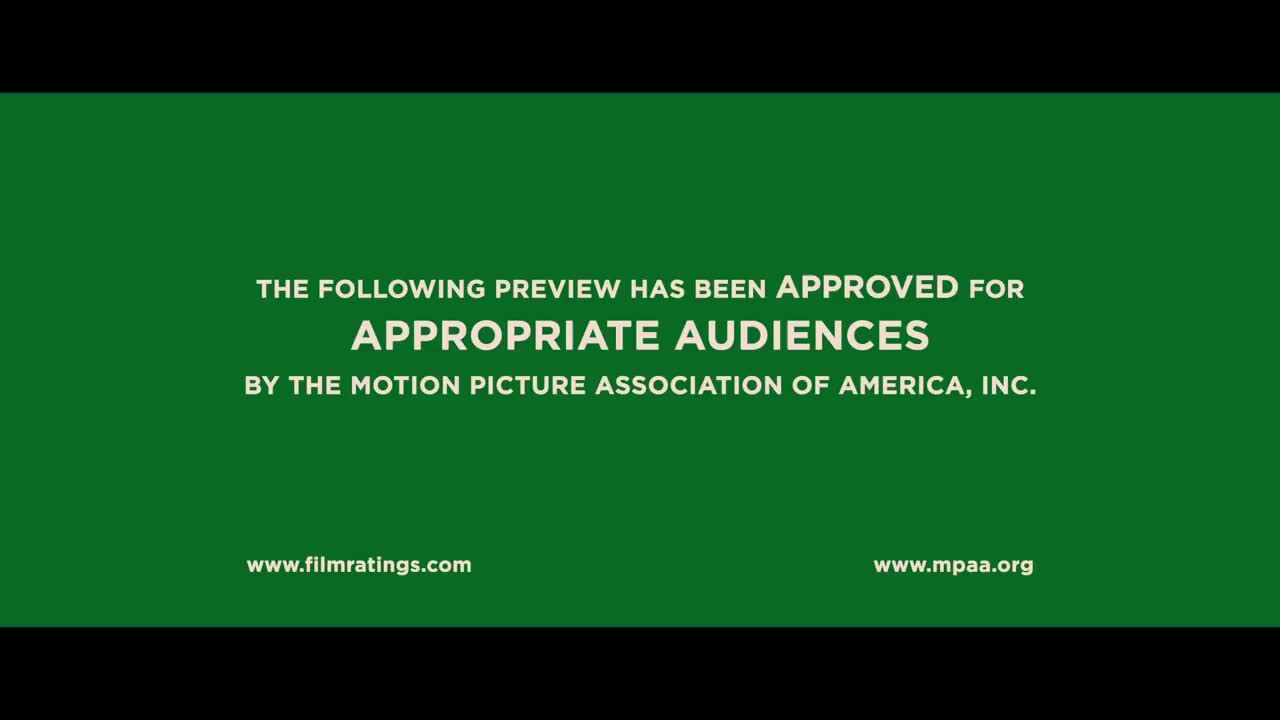 THE FOLLOWING PREVIEW HAS BEEN APPROVED FOR
APPROPRIATE AUDIENCES
BY THE MOTION PICTURE ASSOCIATION OF AMERICA, INC.
www.filmratings.com
www.mpaa.org